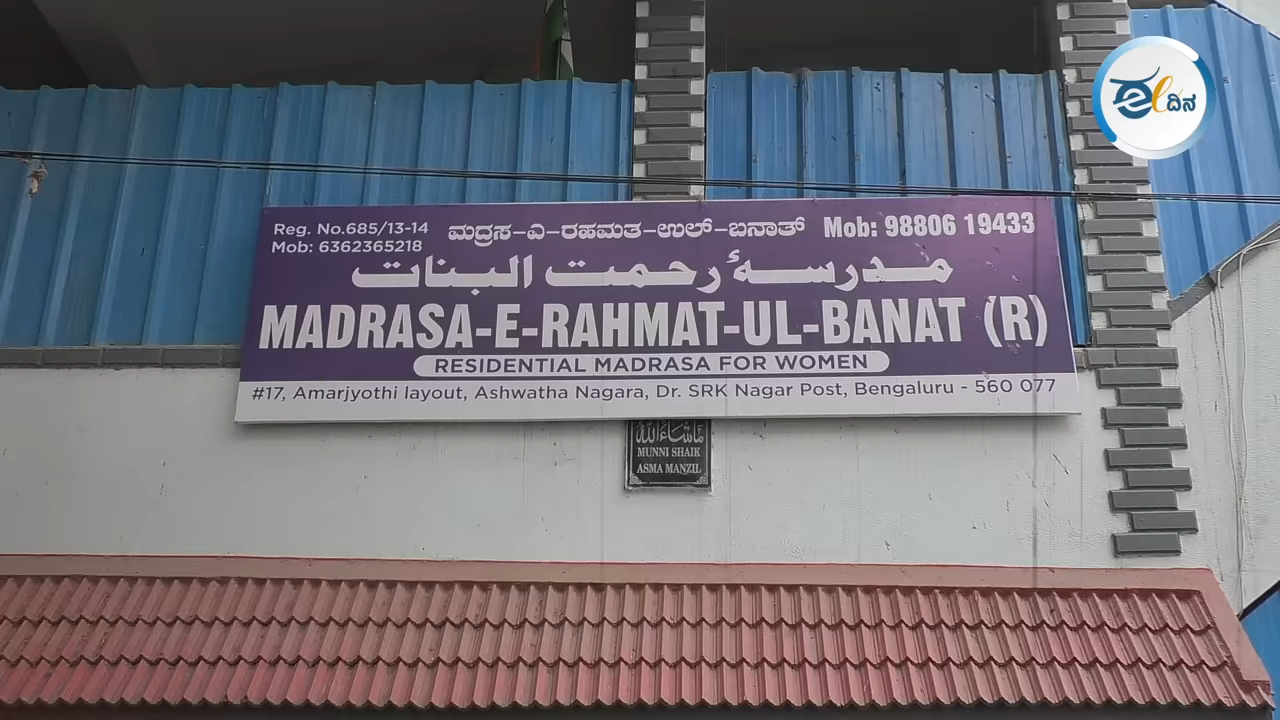 ಈ ದಿನ
Reg. No.685/13-14
Mob: 6362365218
ಮದ್ರಸ-ಎ-ರಹಮತ-ಉಲ್-ಬನಾತ್
Mob: 98806 19433
مدرسہٴ رحمت البنات
MADRASA-E-RAHMAT-UL-BANAT (R)
RESIDENTIAL MADRASA FOR WOMEN
#17, Amarjyothi layout, Ashwatha Nagara, Dr. SRK Nagar Post, Bengaluru - 560 077
ماشاءالله
MUNNI SHAIK
ASMA MANZIL